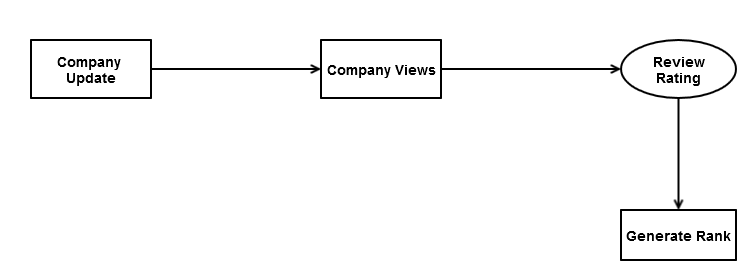 Company
Update
Company Views
Review
Rating
Generate Rank